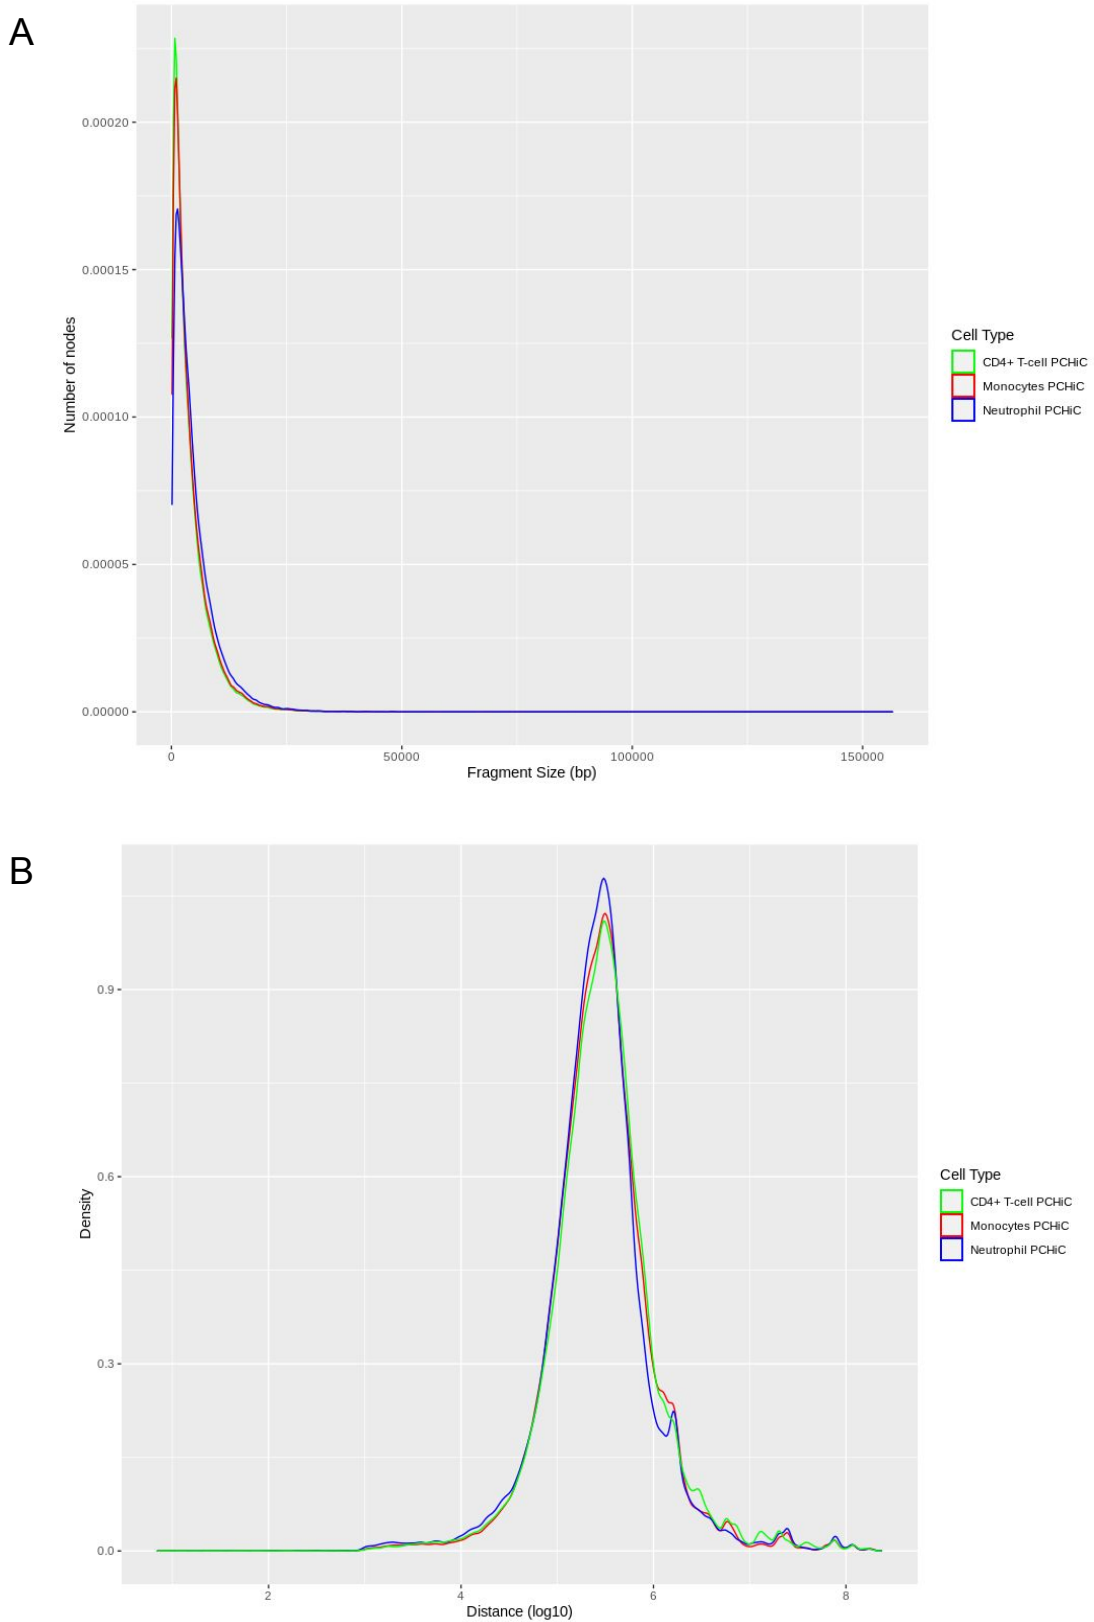 A
Number of nodes
0.00020
0.00015
0.00010
0.00005
0.00000
0 50000 100000 150000
Fragment Size (bp)
Cell Type
CD4+ T-cell PCHiC
Monocytes PCHiC
Neutrophil PCHiC
B
Density
0.9
0.6
0.3
0.0
2 4 6 8
Distance (log10)
Cell Type
CD4+ T-cell PCHiC
Monocytes PCHiC
Neutrophil PCHiC